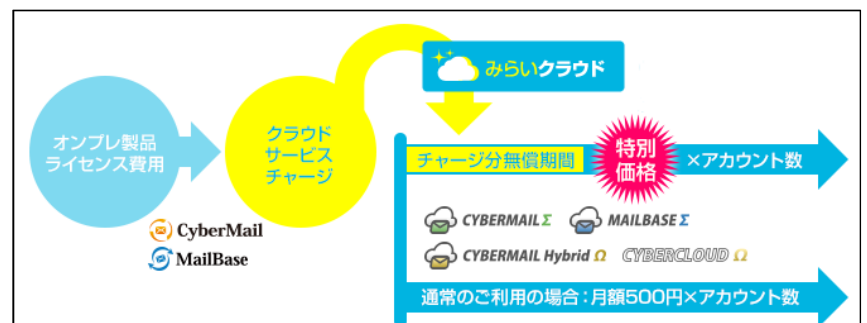 みらいクラウド
オンプレ製品
ライセンス費用
クラウド
サービス
チャージ
チャージ分無償期間
特別
価格
×アカウント数
CyberMail
MailBase
CYBERMAIL Σ
MAILBASE Σ
CYBERMAIL Hybrid Ω
CYBERCLOUD Ω
通常のご利用の場合：月額500円×アカウント数